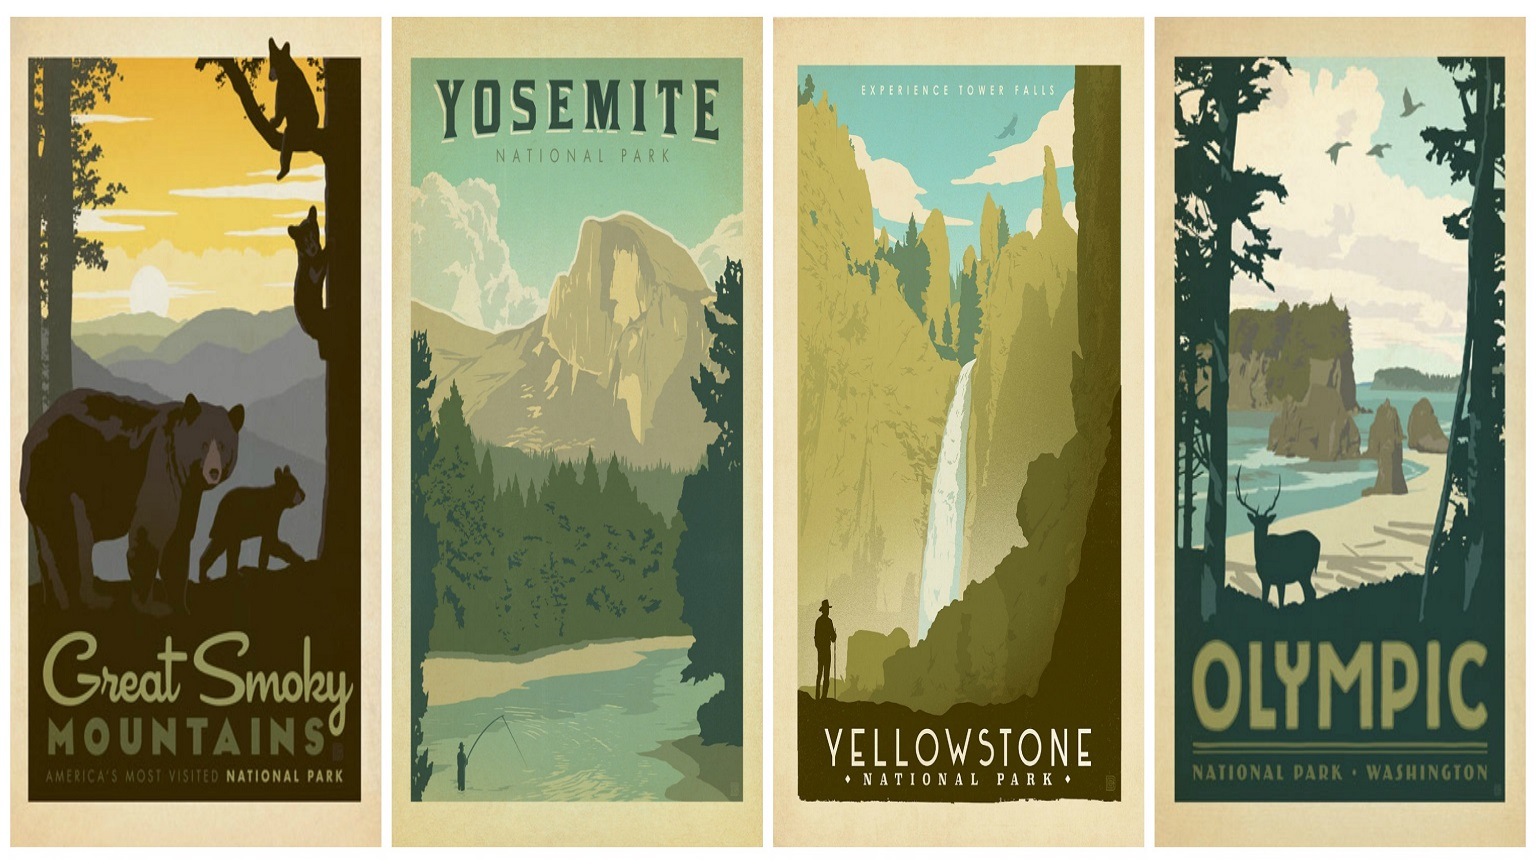 Great Smoky
MOUNTAINS
AMERICA'S MOST VISITED NATIONAL PARK
YOSEMITE
NATIONAL PARK
EXPERIENCE TOWER FALLS
YELLOWSTONE
• NATIONAL PARK •
OLYMPIC
NATIONAL PARK • WASHINGTON